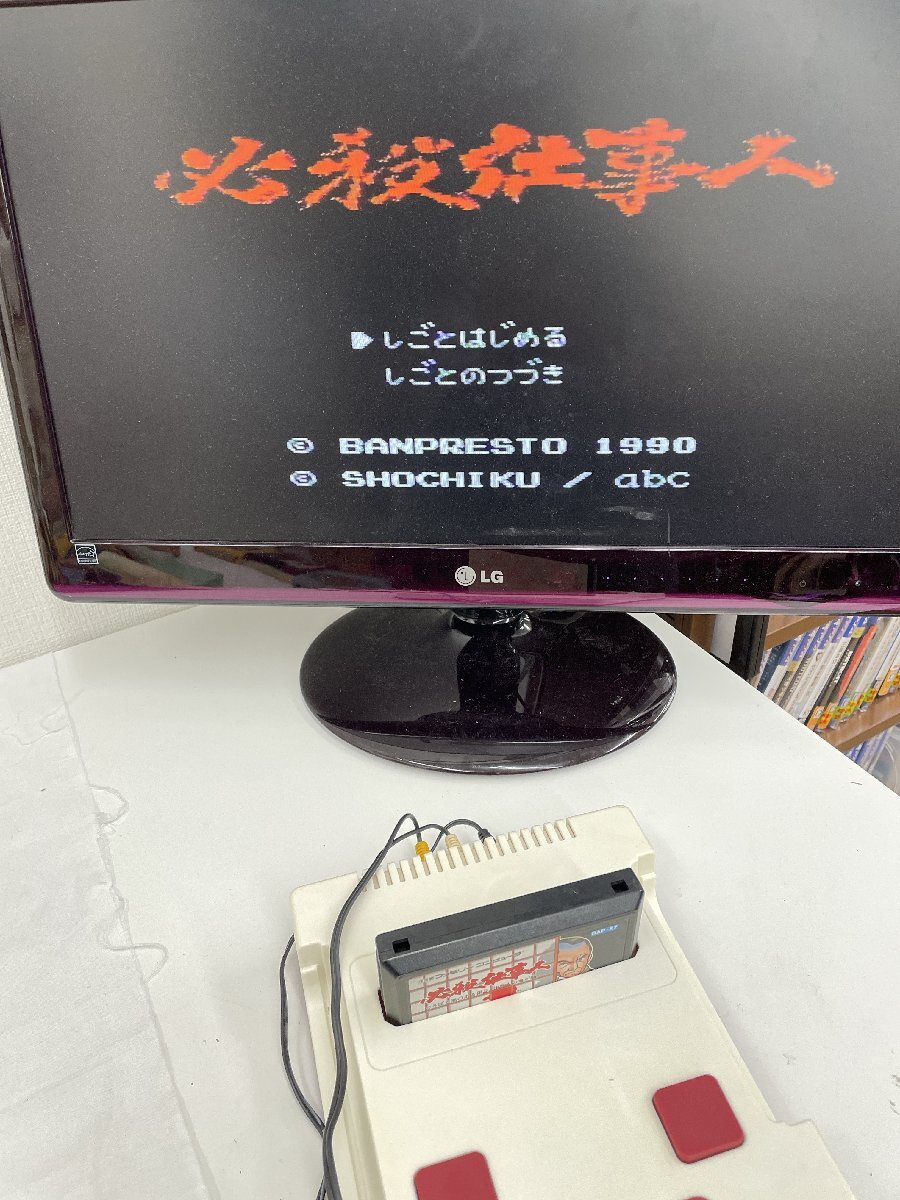 必殺仕事人
▶しごとはじめる
しごとのつづき
© BANPRESTO 1990
© SHOCHIKU / abc
LG
必殺仕事人